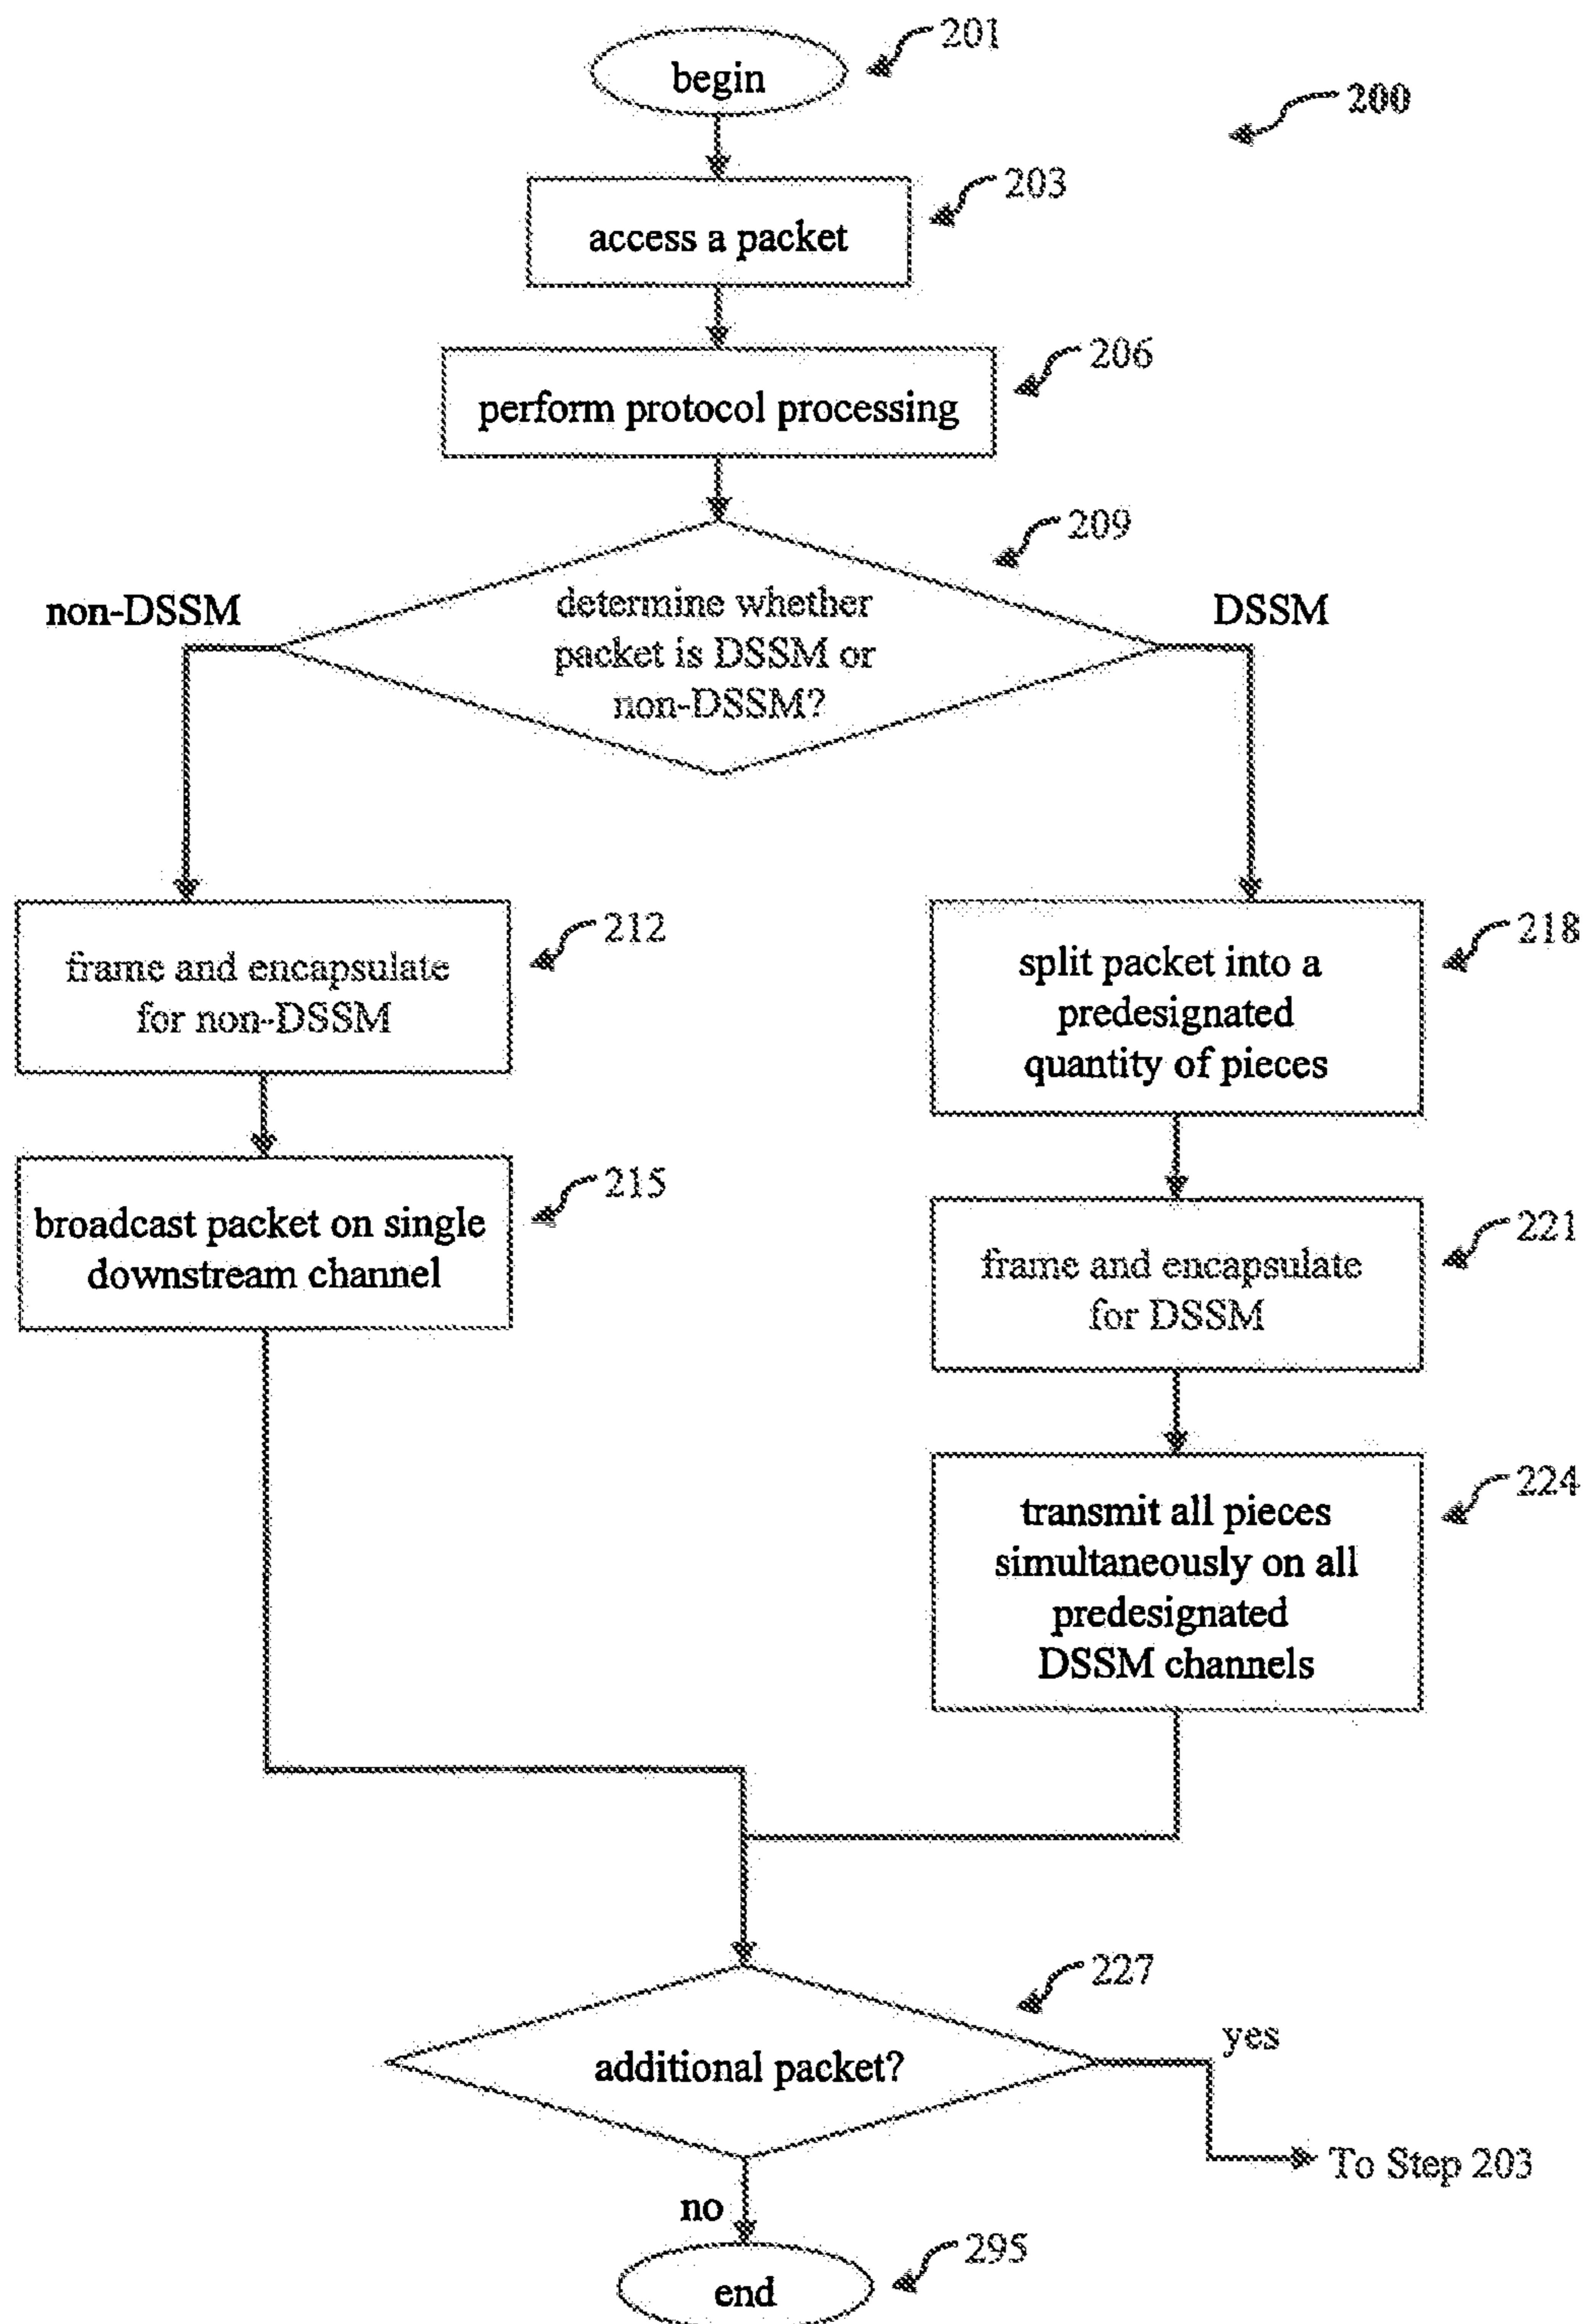 201
begin
200
203
access a packet
206
perform protocol processing
209
non-DSSM
DSSM
determine whether
packet is DSSM or
non-DSSM?
212
frame and encapsulate
for non-DSSM
215
broadcast packet on single
downstream channel
218
split packet into a
predesignated
quantity of pieces
221
frame and encapsulate
for DSSM
224
transmit all pieces
simultaneously on all
predesignated
DSSM channels
227
additional packet?
yes
To Step 203
no
295
end